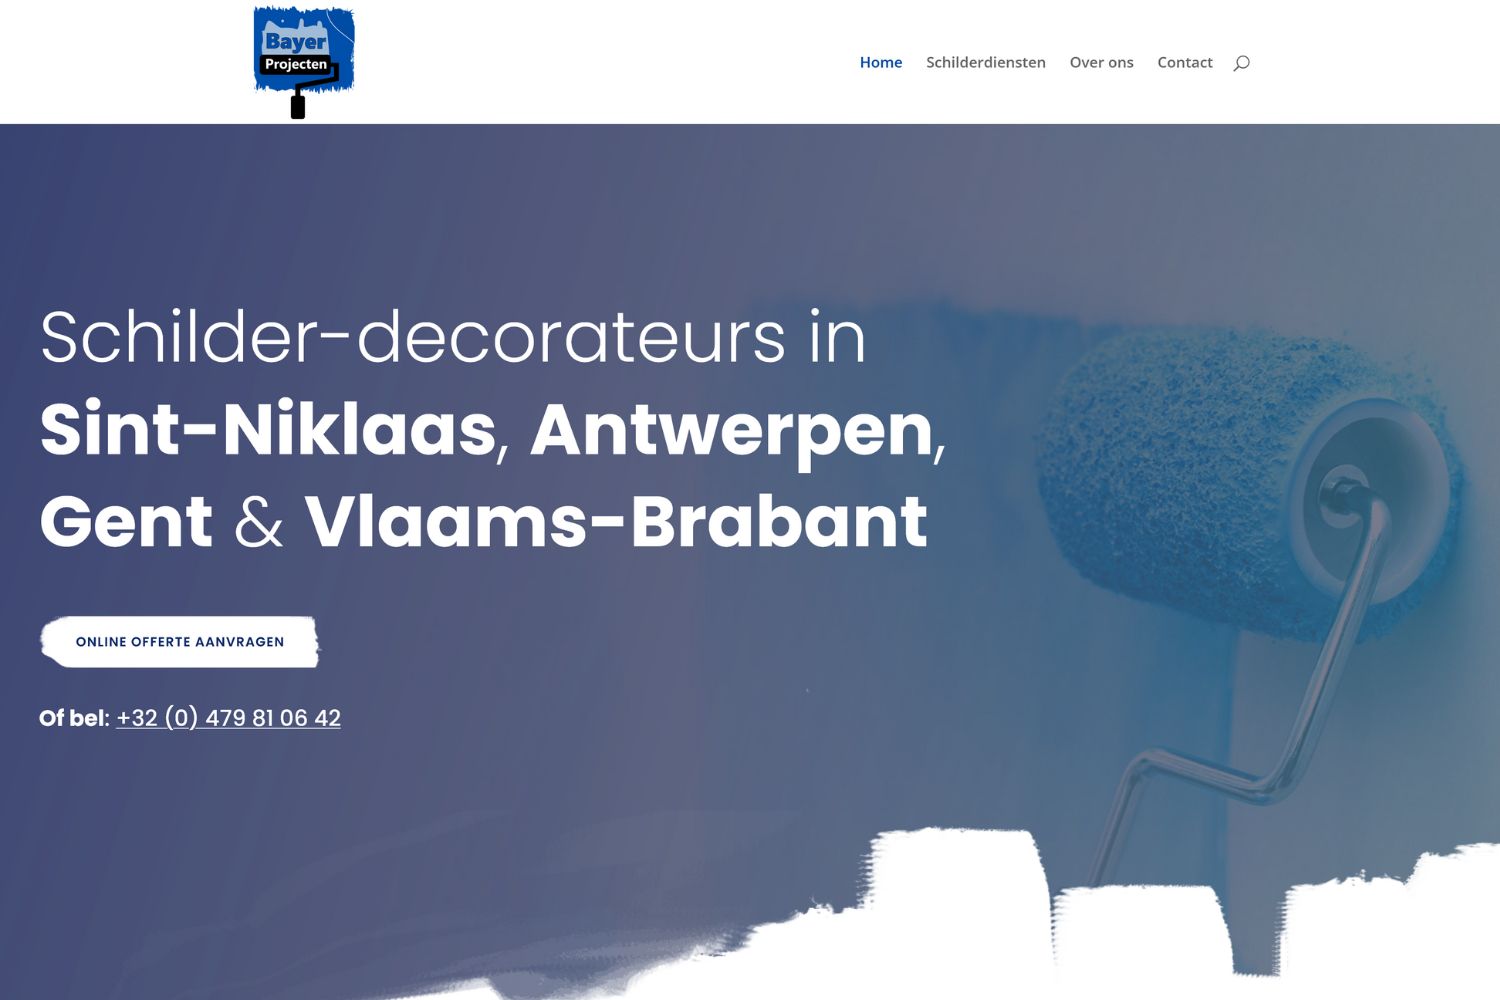 Bayer
Projecten
Home Schilderdiensten Over ons Contact
Schilder-decorateurs in
Sint-Niklaas, Antwerpen,
Gent & Vlaams-Brabant
ONLINE OFFERTE AANVRAGEN
Of bel: +32 (0) 479 81 06 42